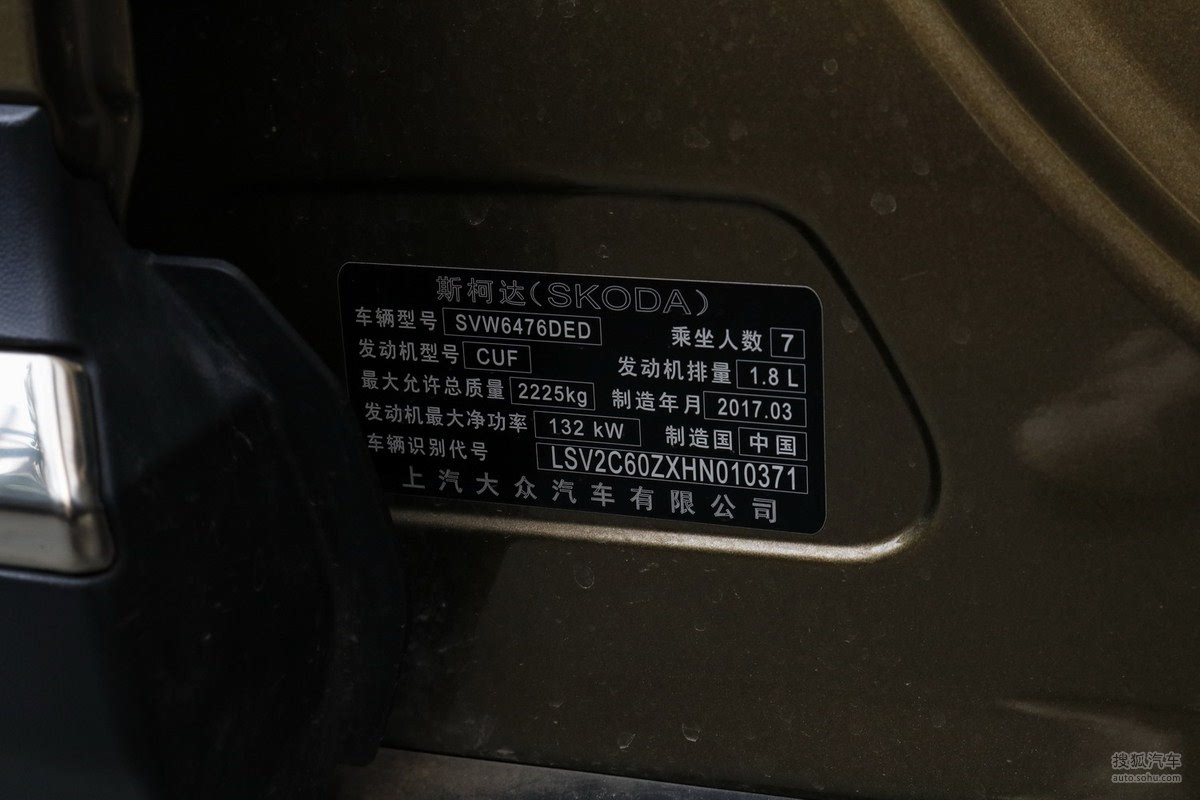 斯柯达(SKODA)
车辆型号 SVW6476DED 乘坐人数 7
发动机型号 CUF 发动机排量 1.8 L
最大允许总质量 2225kg 制造年月 2017.03
发动机最大净功率 132 kW 制造国 中国
车辆识别代号 LSV2C60ZXHN010371
上汽大众汽车有限公司
搜狐汽车
auto.sohu.com